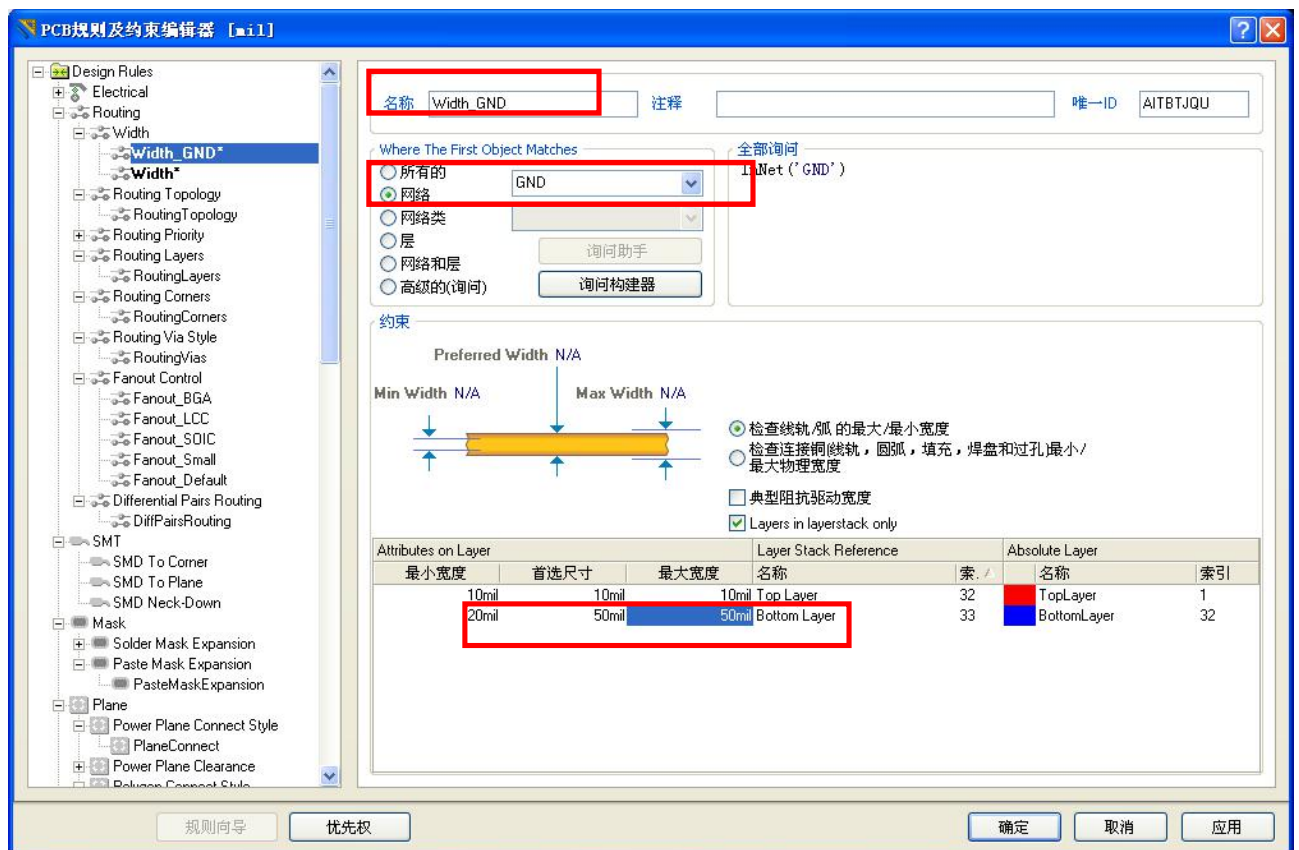 PCB规则及约束编辑器 [mil]
Design Rules
Electrical
Routing
Width
Width_GND*
Width*
Routing Topology
RoutingTopology
Routing Priority
Routing Layers
RoutingLayers
Routing Corners
RoutingCorners
Routing Via Style
RoutingVias
Fanout Control
Fanout_BGA
Fanout_LCC
Fanout_SOIC
Fanout_Small
Fanout_Default
Differential Pairs Routing
DiffPairsRouting
SMT
SMD To Corner
SMD To Plane
SMD Neck-Down
Mask
Solder Mask Expansion
Paste Mask Expansion
PasteMaskExpansion
Plane
Power Plane Connect Style
PlaneConnect
Power Plane Clearance
Polygon Connect Style
名称 Width_GND 注释 唯一ID AITBTJQU
Where The First Object Matches
所有的
网络
网络类
层
网络和层
高级的(询问)
GND
询问助手
询问构建器
全部询问
InNet('GND')
约束
Preferred Width N/A
Min Width N/A Max Width N/A
检查线轨/弧 的最大/最小宽度
检查连接铜(线轨，圆弧，填充，焊盘和过孔)最小/
最大物理宽度
典型阻抗驱动宽度
Layers in layerstack only
Attributes on Layer Layer Stack Reference Absolute Layer
最小宽度 首选尺寸 最大宽度 名称 索. 名称 索引
10mil 10mil 10mil Top Layer 32 TopLayer 1
20mil 50mil 50mil Bottom Layer 33 BottomLayer 32
规则向导 优先权 确定 取消 应用